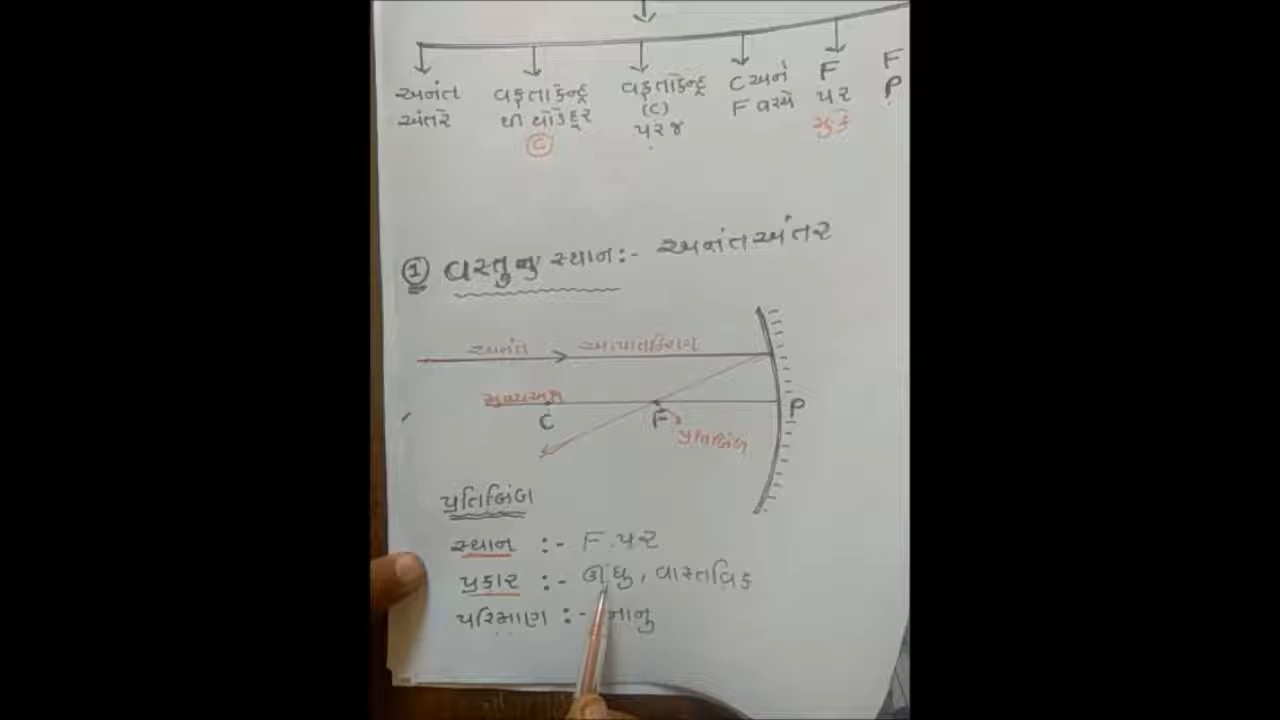 અનંત અંતરે
વક્રતાકેન્દ્ર થી થોડેદૂર
C
વક્રતાકેન્દ્ર (C) પર જ
C અને F વચ્ચે
F પર
F
P
1 વસ્તુનુ સ્થાન :- અનંતઅંતર
અનંત આપાતકિરણ
મુખ્યઅક્ષ
C F P
પ્રતિબિંબ
પ્રતિબિંબ
સ્થાન :- F પર
પ્રકાર :- ઊંધુ, વાસ્તવિક
પરિમાણ :- નાનુ